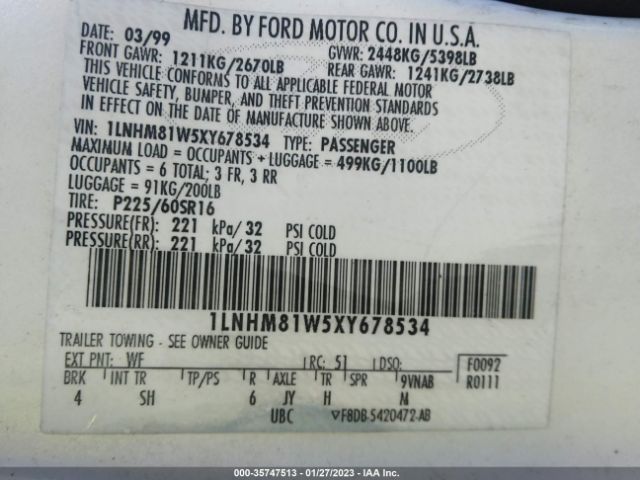 MFD. BY FORD MOTOR CO. IN U.S.A.
DATE: 03/99 GVWR: 2448KG/5398LB
FRONT GAWR: 1211KG/2670LB REAR GAWR: 1241KG/2738LB
THIS VEHICLE CONFORMS TO ALL APPLICABLE FEDERAL MOTOR
VEHICLE SAFETY, BUMPER, AND THEFT PREVENTION STANDARDS
IN EFFECT ON THE DATE OF MANUFACTURE SHOWN ABOVE.
VIN: 1LNHM81W5XY678534 TYPE: PASSENGER
MAXIMUM LOAD = OCCUPANTS + LUGGAGE = 499KG/1100LB
OCCUPANTS = 6 TOTAL; 3 FR, 3 RR
LUGGAGE = 91KG/200LB
TIRE: P225/60SR16
PRESSURE(FR): 221 kPa/32 PSI COLD
PRESSURE(RR): 221 kPa/32 PSI COLD
1LNHM81W5XY678534
TRAILER TOWING - SEE OWNER GUIDE
EXT PNT: WF RC: 51 DSO: F0092
BRK INT TR TP/PS R AXLE TR SPR 9VNAB R0111
4 SH 6 JY H M
UBC F8DB-5420472-AB
000-35747513 - 01/27/2023 - IAA Inc.